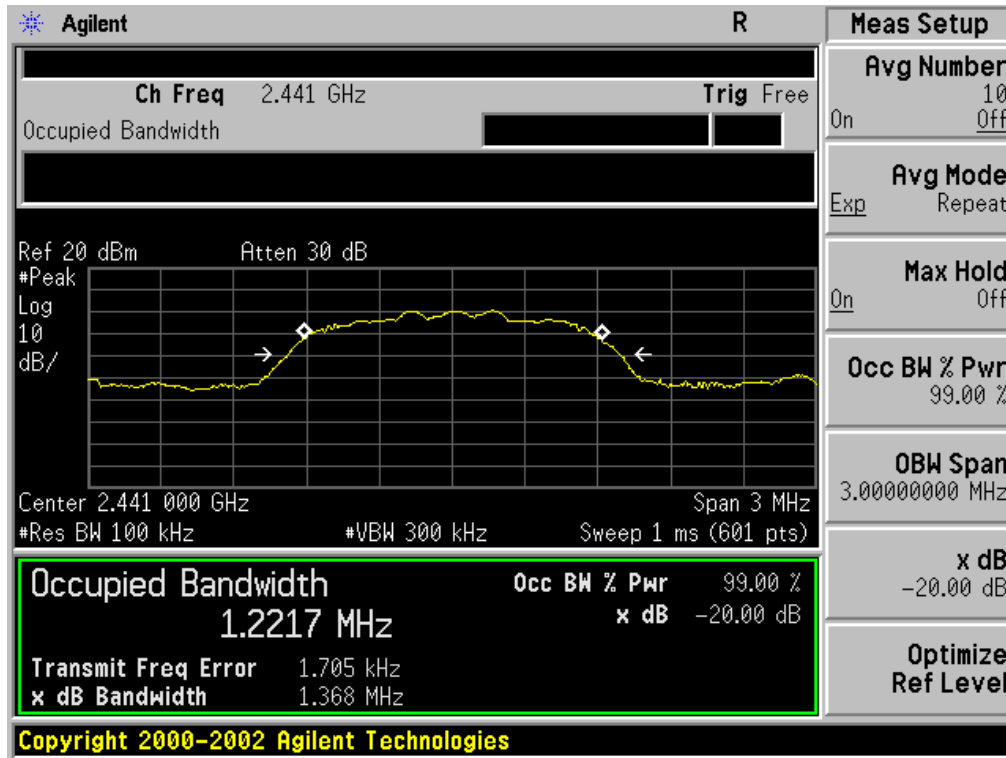 Agilent R
Meas Setup
Ch Freq 2.441 GHz Trig Free
Occupied Bandwidth
Ref 20 dBm Atten 30 dB
#Peak
Log
10
dB/
Center 2.441 000 GHz Span 3 MHz
#Res BW 100 kHz #VBW 300 kHz Sweep 1 ms (601 pts)
Occupied Bandwidth
1.2217 MHz
Occ BW % Pwr 99.00 %
x dB -20.00 dB
Transmit Freq Error 1.705 kHz
x dB Bandwidth 1.368 MHz
Avg Number
10
On Off
Avg Mode
Exp Repeat
Max Hold
On Off
Occ BW % Pwr
99.00 %
OBW Span
3.00000000 MHz
x dB
-20.00 dB
Optimize
Ref Level
Copyright 2000-2002 Agilent Technologies